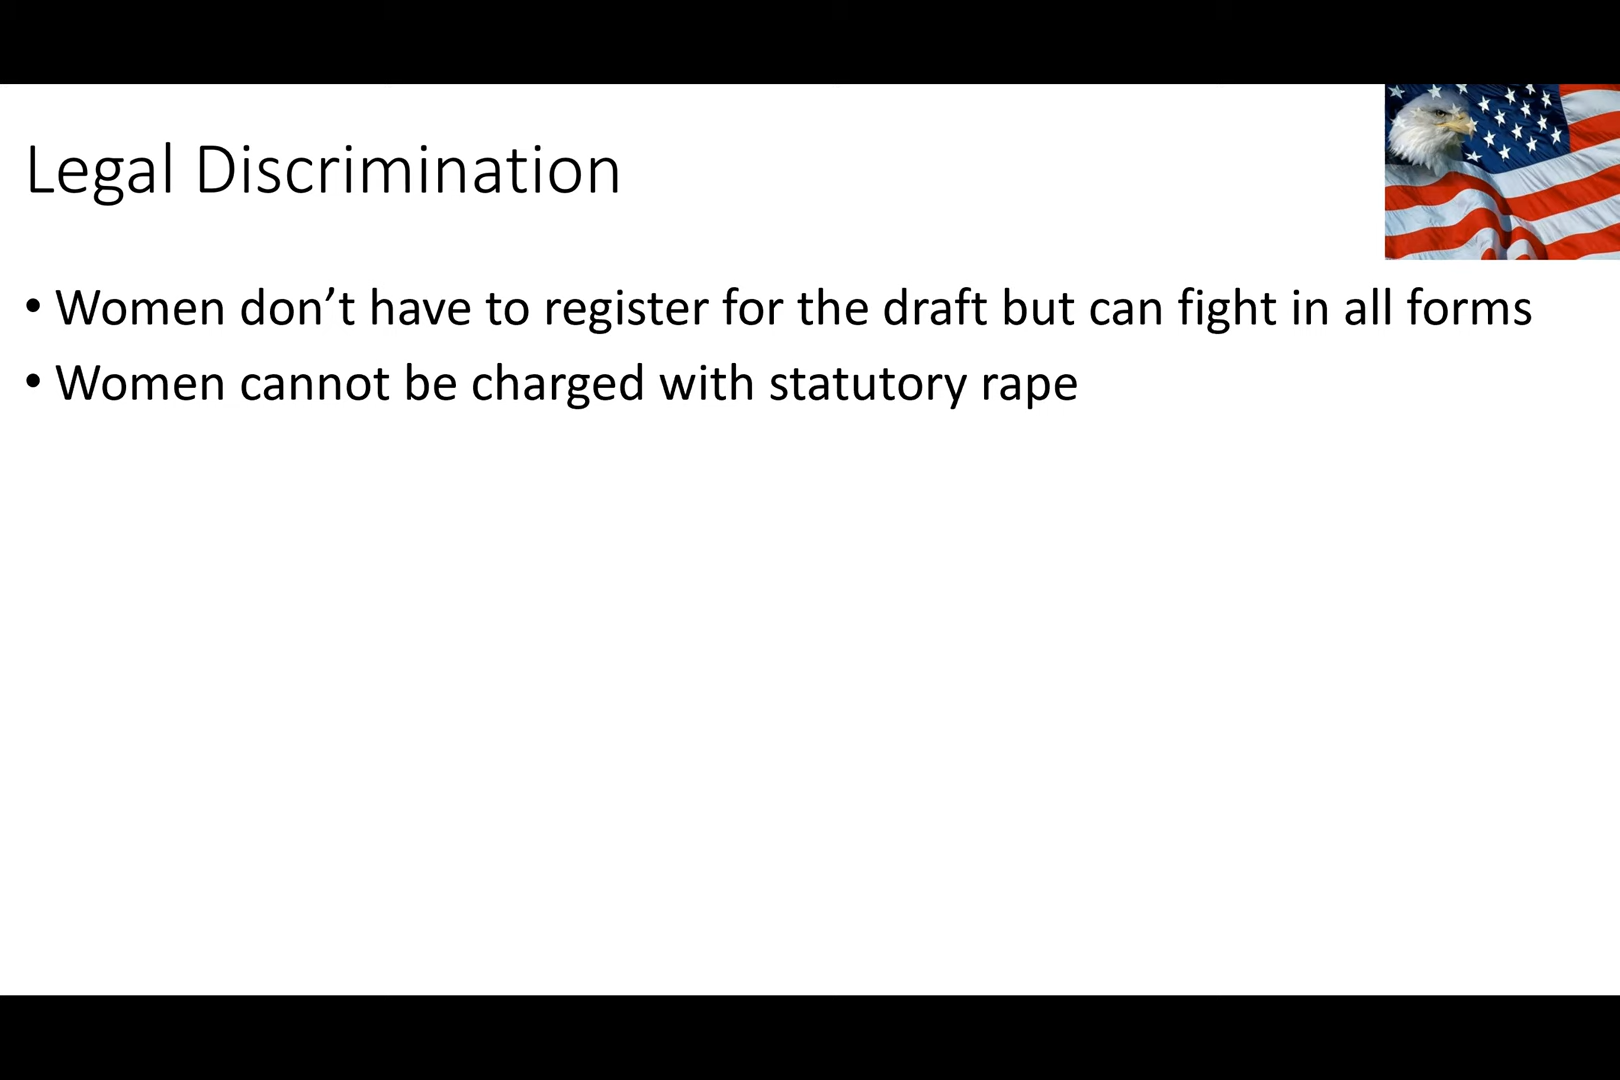 Legal Discrimination
• Women don’t have to register for the draft but can fight in all forms
• Women cannot be charged with statutory rape